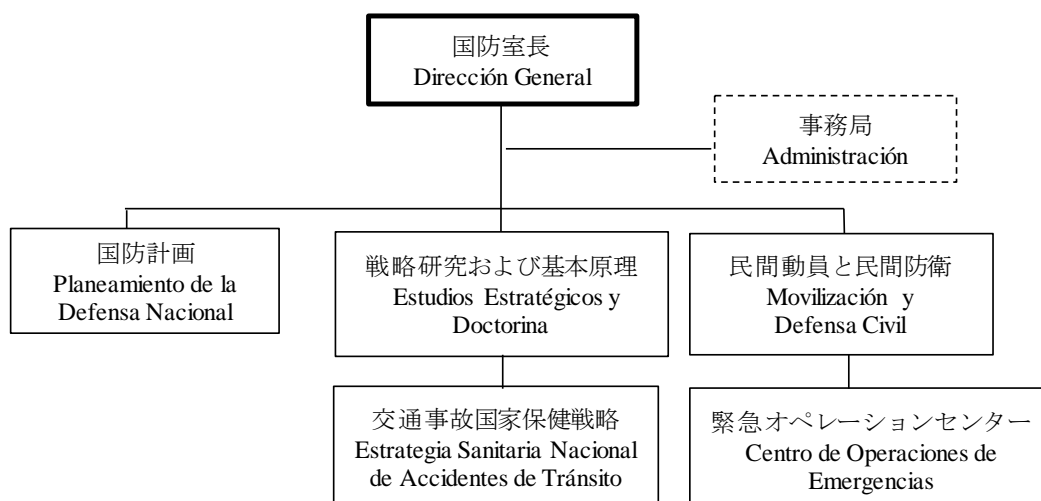 国防室長
Dirección General
事務局
Administración
国防計画
Planeamiento de la
Defensa Nacional
戦略研究および基本原理
Estudios Estratégicos y
Doctorina
民間動員と民間防衛
Movilización y
Defensa Civil
交通事故国家保健戦略
Estrategia Sanitaria Nacional
de Accidentes de Tránsito
緊急オペレーションセンター
Centro de Operaciones de
Emergencias